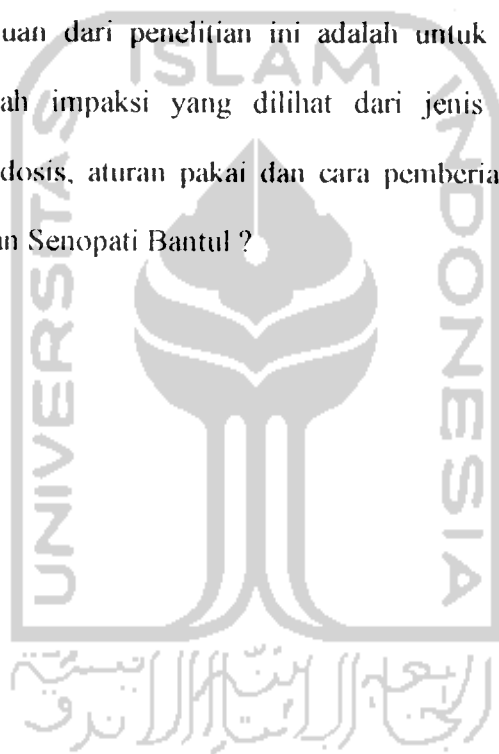 uan dari penelitian ini adalah untuk
ah impaksi yang dilihat dari jenis
dosis, aturan pakai dan cara pemberia
an Senopati Bantul ?
ISLAM
UNIVERSITAS
INDONESIA